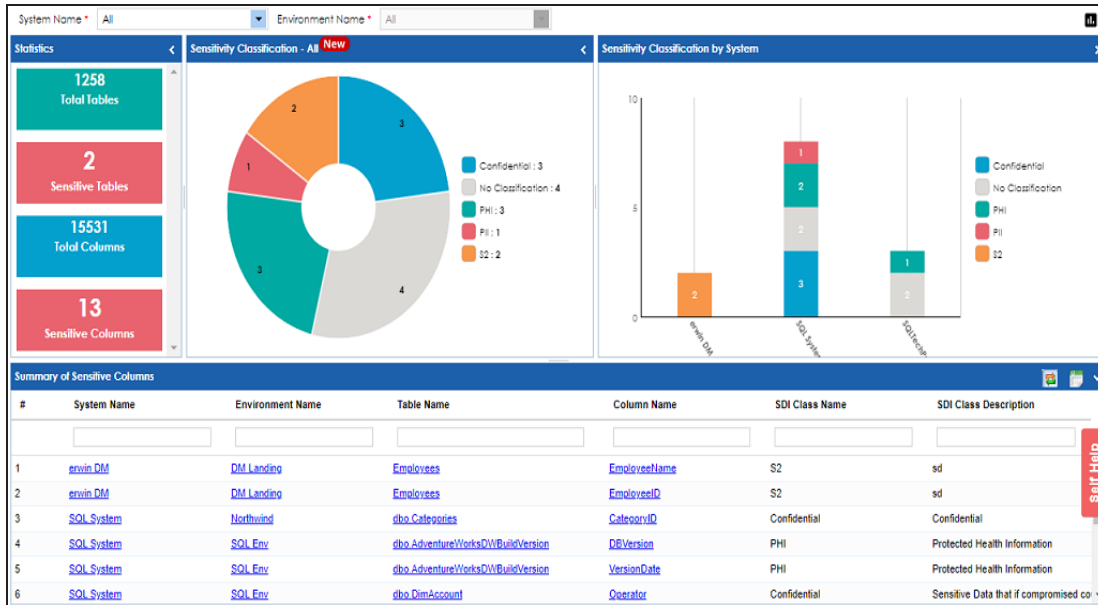 System Name * All Environment Name * All
Statistics
1258
Total Tables
2
Sensitive Tables
15531
Total Columns
13
Sensitive Columns
Sensitivity Classification - All New
2
3
1
3
4
Confidential : 3
No Classification : 4
PHI : 3
PII : 1
S2 : 2
Sensitivity Classification by System
10
5
0
2
1
2
2
3
1
2
erwin DM
SQL System
SQLTechP
Confidential
No Classification
PHI
PII
S2
Summary of Sensitive Columns
# System Name Environment Name Table Name Column Name SDI Class Name SDI Class Description
1 erwin DM DM Landing Employees EmployeeName S2 sd
2 erwin DM DM Landing Employees EmployeeID S2 sd
3 SQL System Northwind dbo.Categories CategoryID Confidential Confidential
4 SQL System SQL Env dbo.AdventureWorksDWBuildVersion DBVersion PHI Protected Health Information
5 SQL System SQL Env dbo.AdventureWorksDWBuildVersion VersionDate PHI Protected Health Information
6 SQL System SQL Env dbo.DimAccount Operator Confidential Sensitive Data that if compromised co
Self Help